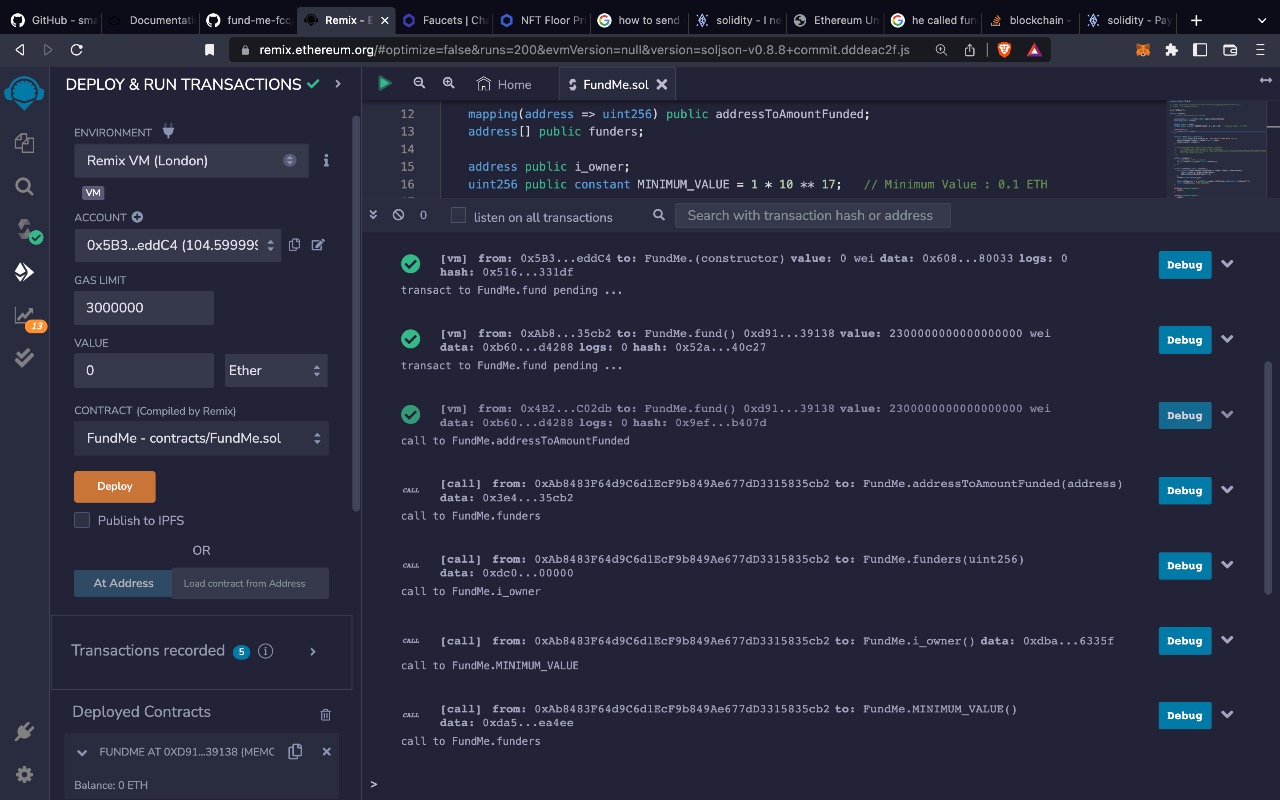 GitHub - sma
Documentati
fund-me-fcc
Remix - E
Faucets | Cha
NFT Floor Pri
how to send
solidity - I ne
Ethereum Un
he called fun
blockchain -
solidity - Pay
remix.ethereum.org/#optimize=false&runs=200&evmVersion=null&version=soljson-v0.8.8+commit.dddeac2f.js
DEPLOY & RUN TRANSACTIONS
ENVIRONMENT
Remix VM (London)
VM
ACCOUNT
0x5B3...eddC4 (104.599999
GAS LIMIT
3000000
VALUE
0 Ether
CONTRACT (Compiled by Remix)
FundMe - contracts/FundMe.sol
Deploy
Publish to IPFS
OR
At Address Load contract from Address
Transactions recorded 5 i
Deployed Contracts
FUNDME AT 0XD91...39138 (MEMO
Balance: 0 ETH
13
Home FundMe.sol
12 mapping(address => uint256) public addressToAmountFunded;
13 address[] public funders;
14
15 address public i_owner;
16 uint256 public constant MINIMUM_VALUE = 1 * 10 ** 17; // Minimum Value : 0.1 ETH
0 listen on all transactions Search with transaction hash or address
[vm] from: 0x5B3...eddC4 to: FundMe.(constructor) value: 0 wei data: 0x608...80033 logs: 0
hash: 0x516...331df
Debug
transact to FundMe.fund pending ...
[vm] from: 0xAb8...35cb2 to: FundMe.fund() 0xd91...39138 value: 2300000000000000000 wei
data: 0xb60...d4288 logs: 0 hash: 0x52a...40c27
Debug
transact to FundMe.fund pending ...
[vm] from: 0x4B2...C02db to: FundMe.fund() 0xd91...39138 value: 2300000000000000000 wei
data: 0xb60...d4288 logs: 0 hash: 0x9ef...b407d
Debug
call to FundMe.addressToAmountFunded
CALL [call] from: 0xAb8483F64d9C6d1EcF9b849Ae677dD3315835cb2 to: FundMe.addressToAmountFunded(address)
data: 0x3e4...35cb2
Debug
call to FundMe.funders
CALL [call] from: 0xAb8483F64d9C6d1EcF9b849Ae677dD3315835cb2 to: FundMe.funders(uint256)
data: 0xdc0...00000
Debug
call to FundMe.i_owner
CALL [call] from: 0xAb8483F64d9C6d1EcF9b849Ae677dD3315835cb2 to: FundMe.i_owner() data: 0xdba...6335f
Debug
call to FundMe.MINIMUM_VALUE
CALL [call] from: 0xAb8483F64d9C6d1EcF9b849Ae677dD3315835cb2 to: FundMe.MINIMUM_VALUE()
data: 0xda5...ea4ee
Debug
call to FundMe.funders
>